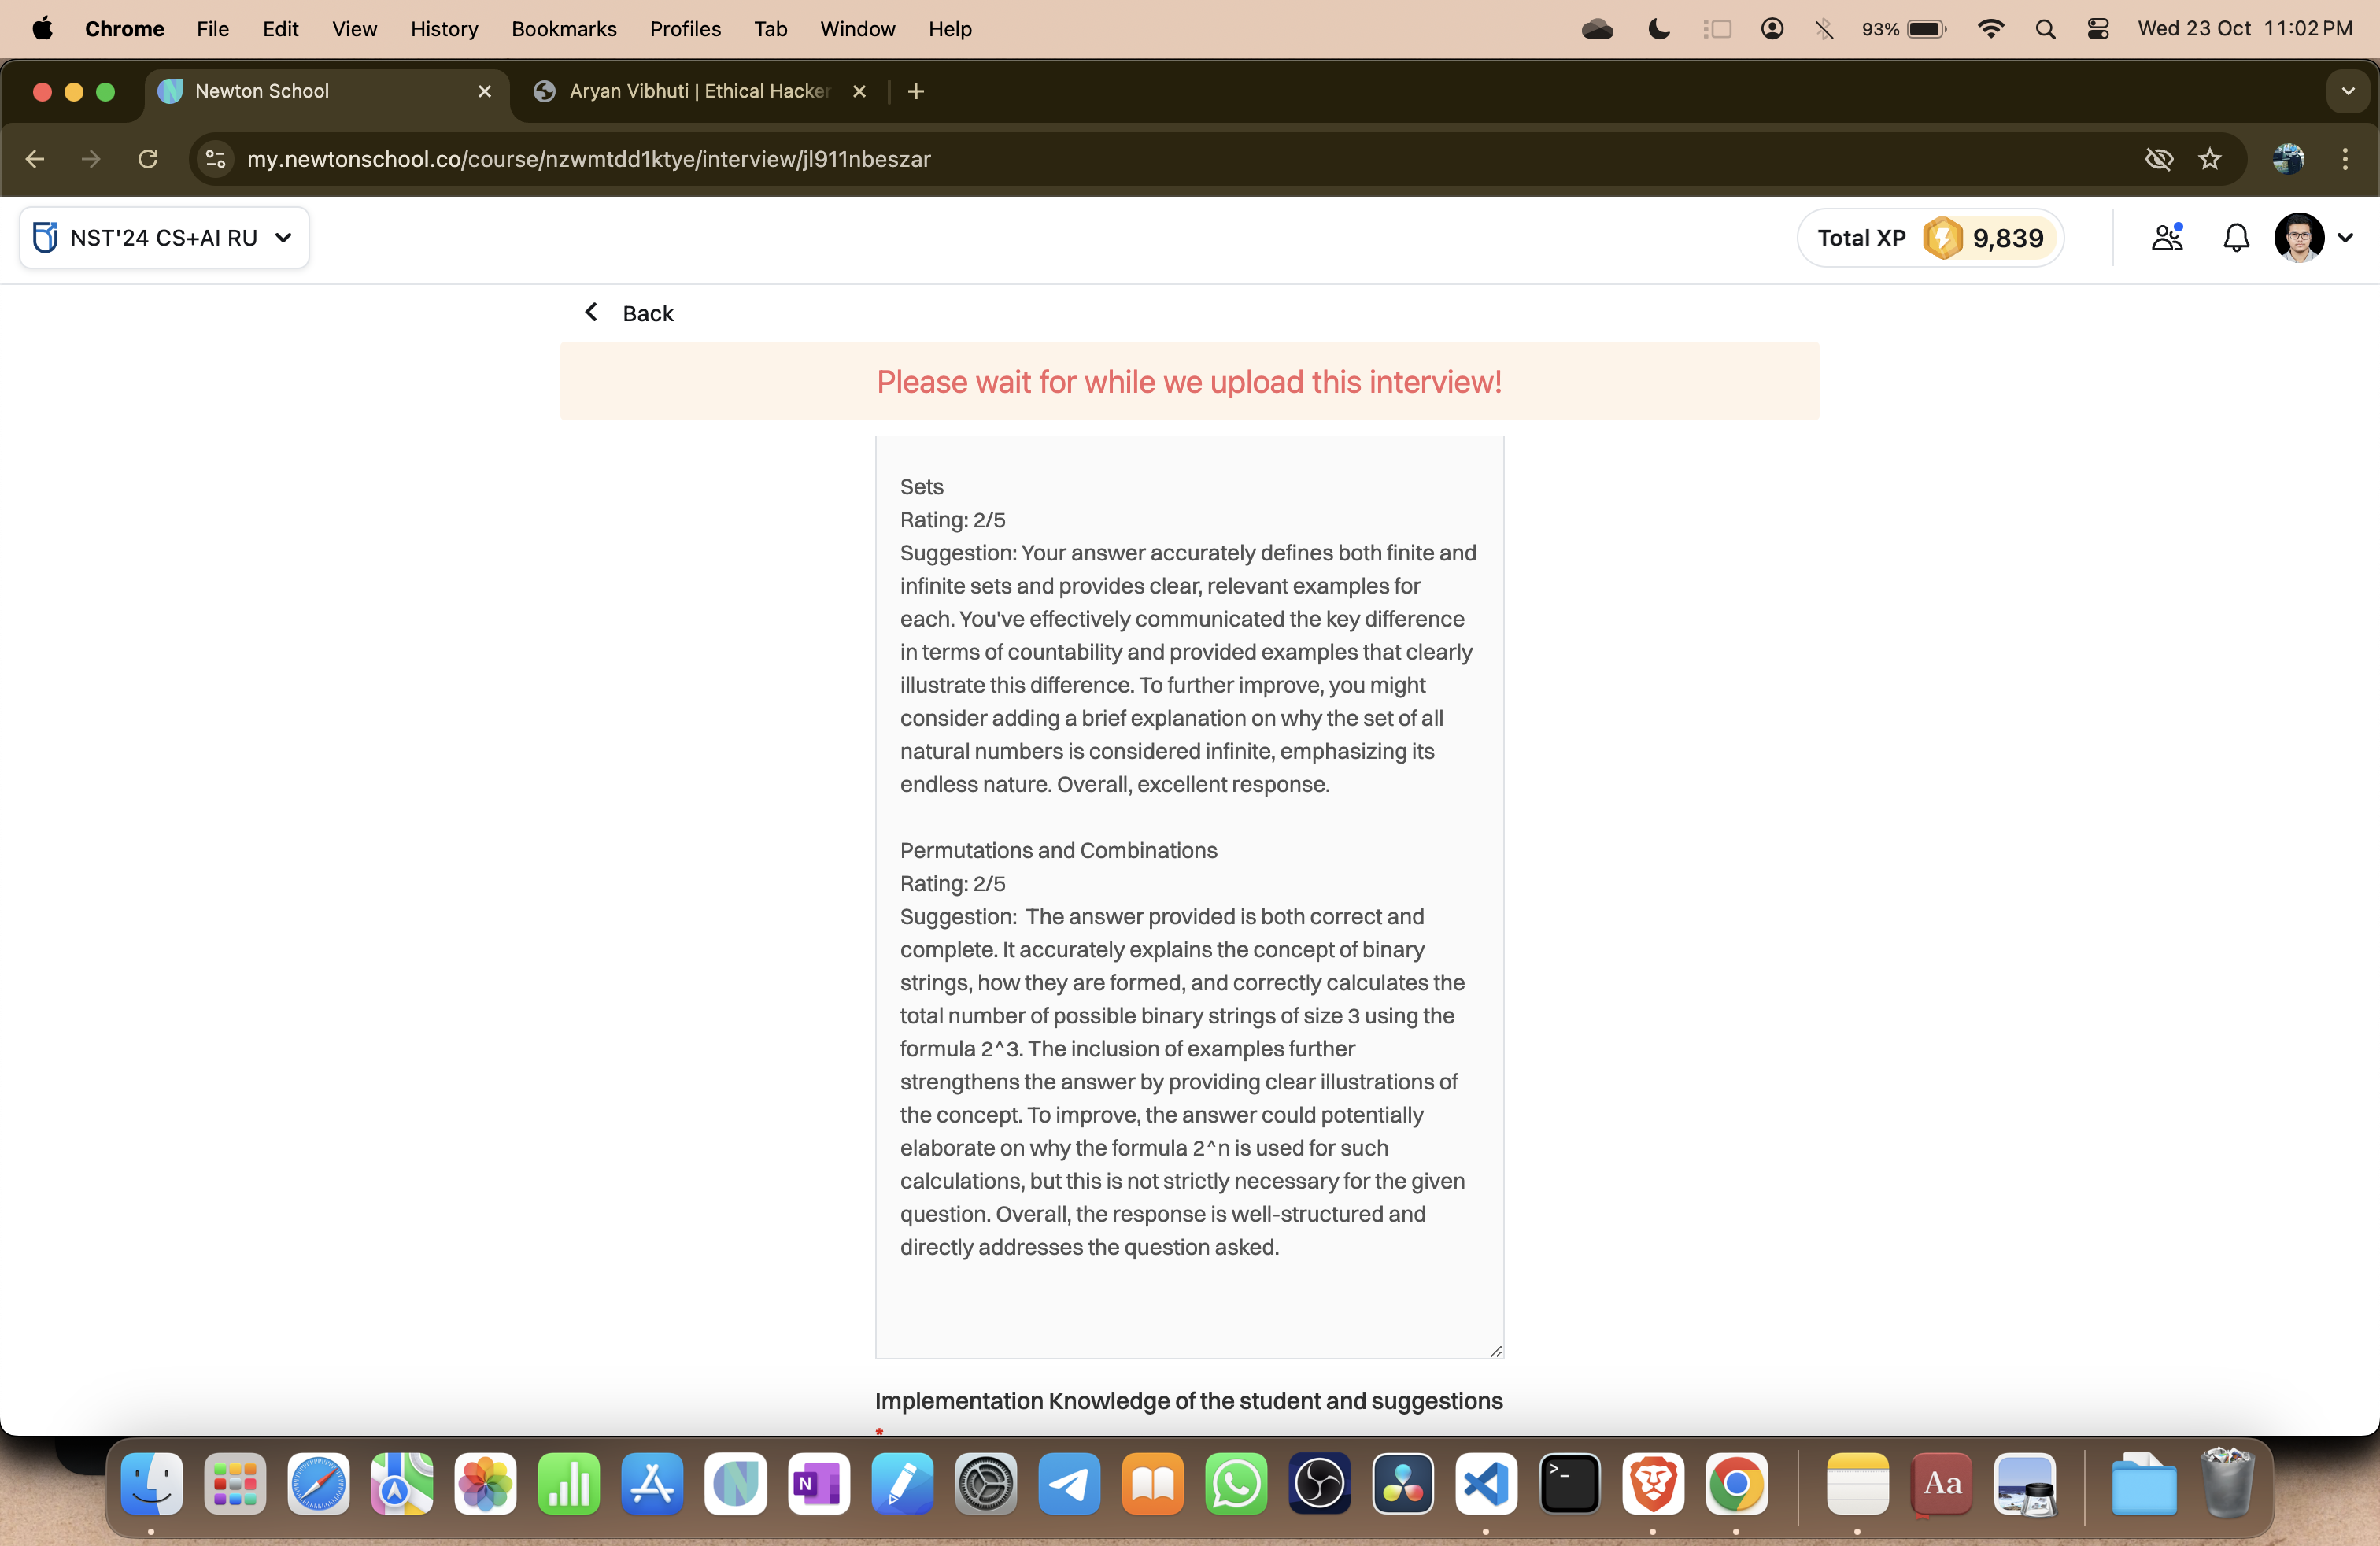 Chrome File Edit View History Bookmarks Profiles Tab Window Help 93% Wed 23 Oct 11:02 PM
Newton School Aryan Vibhuti | Ethical Hacker
my.newtonschool.co/course/nzwmtdd1ktye/interview/jl911nbeszar
NST'24 CS+AI RU Total XP 9,839
Back
Please wait for while we upload this interview!
Sets
Rating: 2/5
Suggestion: Your answer accurately defines both finite and
infinite sets and provides clear, relevant examples for
each. You've effectively communicated the key difference
in terms of countability and provided examples that clearly
illustrate this difference. To further improve, you might
consider adding a brief explanation on why the set of all
natural numbers is considered infinite, emphasizing its
endless nature. Overall, excellent response.
Permutations and Combinations
Rating: 2/5
Suggestion:  The answer provided is both correct and
complete. It accurately explains the concept of binary
strings, how they are formed, and correctly calculates the
total number of possible binary strings of size 3 using the
formula 2^3. The inclusion of examples further
strengthens the answer by providing clear illustrations of
the concept. To improve, the answer could potentially
elaborate on why the formula 2^n is used for such
calculations, but this is not strictly necessary for the given
question. Overall, the response is well-structured and
directly addresses the question asked.
Implementation Knowledge of the student and suggestions
*
N N >_ Aa